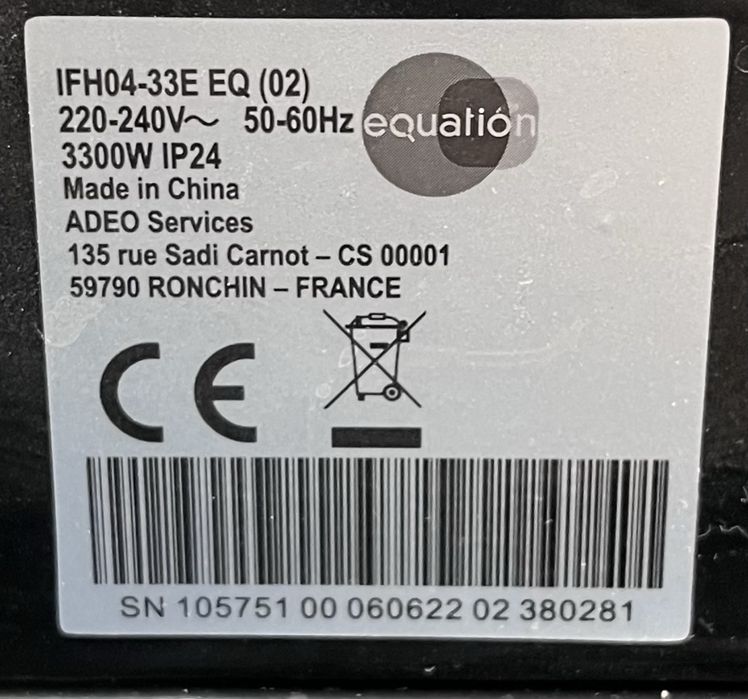 IFH04-33E EQ (02)
220-240V~ 50-60Hz
equation
3300W IP24
Made in China
ADEO Services
135 rue Sadi Carnot – CS 00001
59790 RONCHIN – FRANCE
CE
SN 105751 00 060622 02 380281